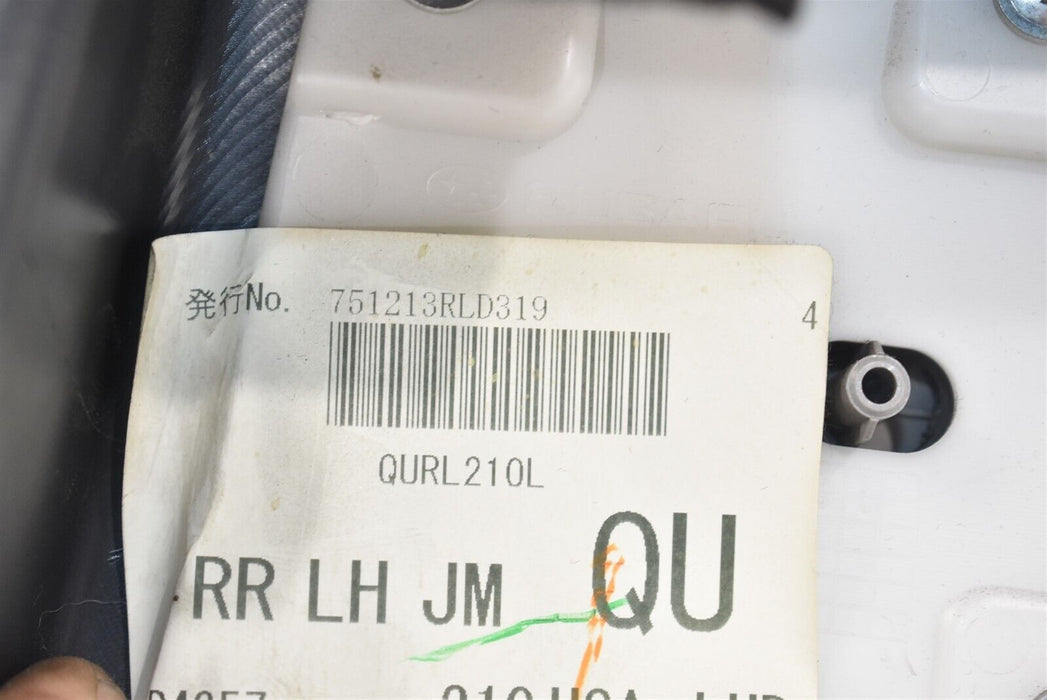 発行No. 751213RLD319 4
QURL210L
RR LH JM QU